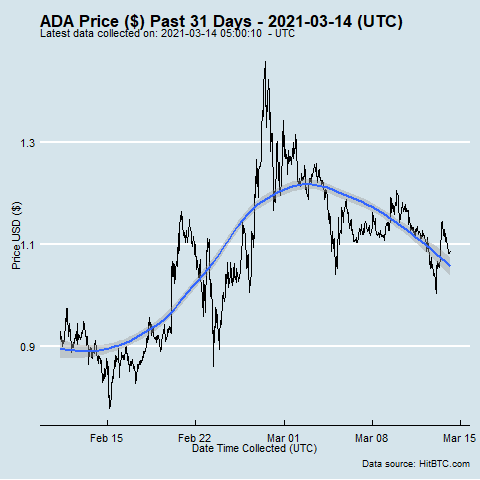 ADA Price ($) Past 31 Days - 2021-03-14 (UTC)
Latest data collected on: 2021-03-14 05:00:10  - UTC
1.3
1.1
0.9
Price USD ($)
Feb 15
Feb 22
Mar 01
Mar 08
Mar 15
Date Time Collected (UTC)
Data source: HitBTC.com